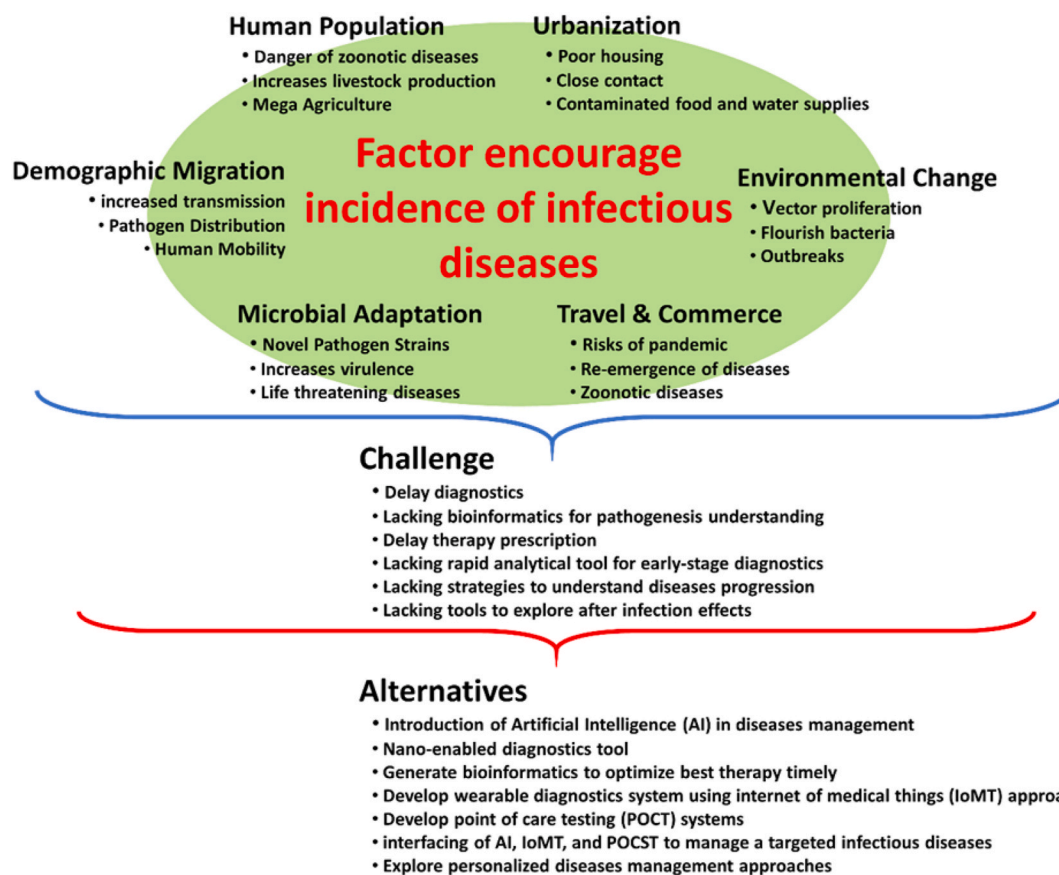 Human Population
• Danger of zoonotic diseases
• Increases livestock production
• Mega Agriculture
Urbanization
• Poor housing
• Close contact
• Contaminated food and water supplies
Factor encourage
incidence of infectious
diseases
Demographic Migration
• increased transmission
• Pathogen Distribution
• Human Mobility
Environmental Change
• Vector proliferation
• Flourish bacteria
• Outbreaks
Microbial Adaptation
• Novel Pathogen Strains
• Increases virulence
• Life threatening diseases
Travel & Commerce
• Risks of pandemic
• Re-emergence of diseases
• Zoonotic diseases
Challenge
• Delay diagnostics
• Lacking bioinformatics for pathogenesis understanding
• Delay therapy prescription
• Lacking rapid analytical tool for early-stage diagnostics
• Lacking strategies to understand diseases progression
• Lacking tools to explore after infection effects
Alternatives
• Introduction of Artificial Intelligence (AI) in diseases management
• Nano-enabled diagnostics tool
• Generate bioinformatics to optimize best therapy timely
• Develop wearable diagnostics system using internet of medical things (IoMT) approa
• Develop point of care testing (POCT) systems
• interfacing of AI, IoMT, and POCST to manage a targeted infectious diseases
• Explore personalized diseases management approaches